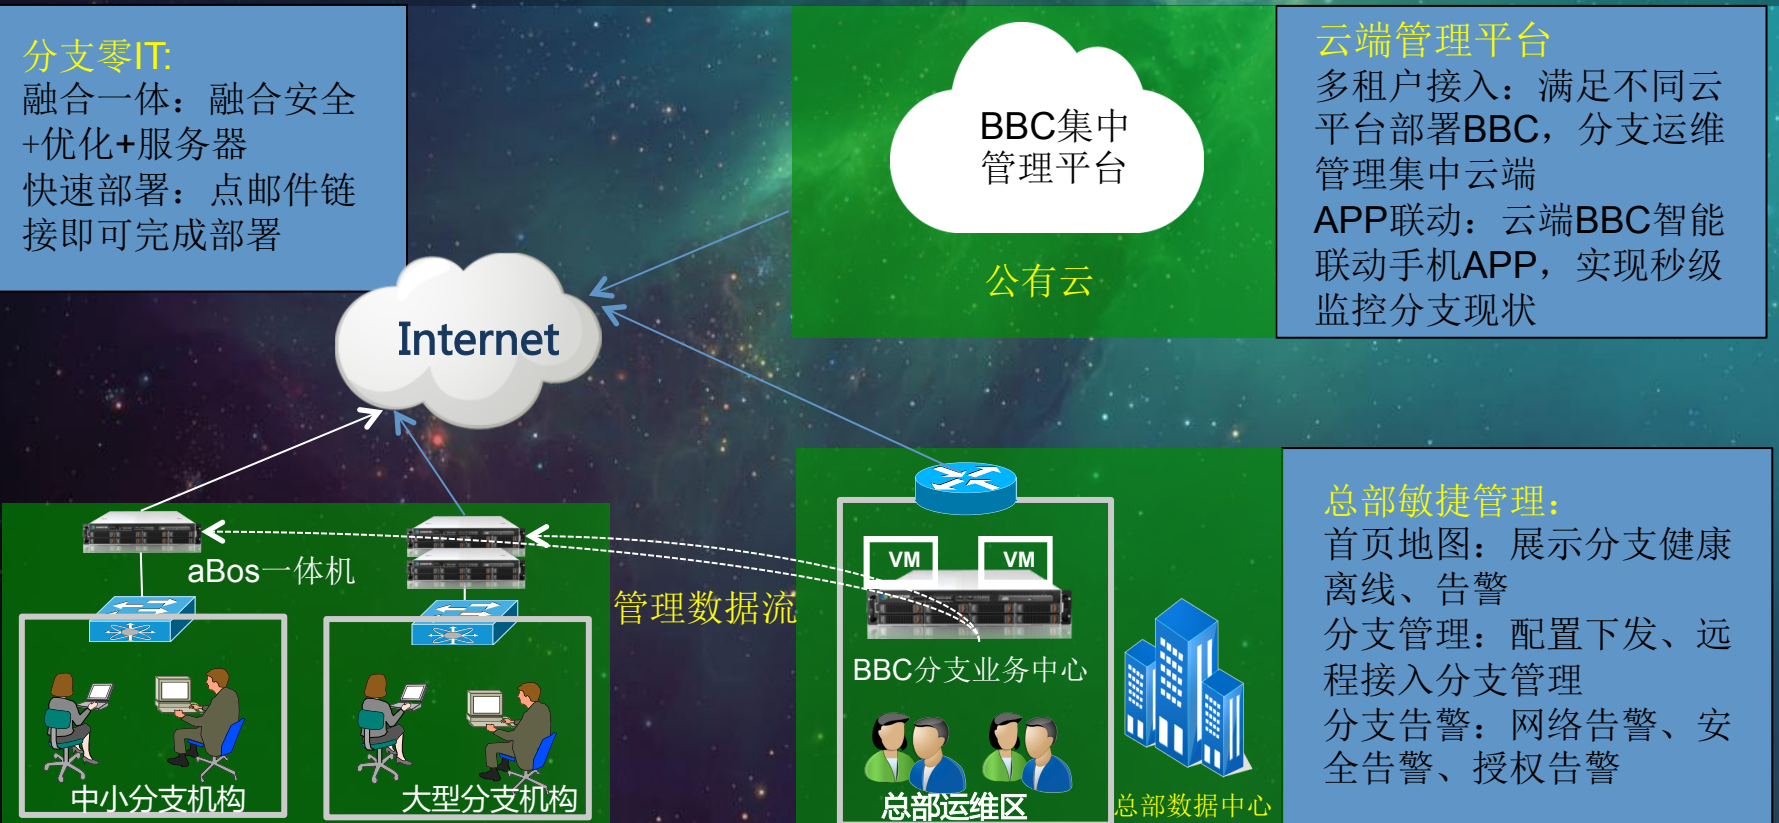 分支零IT:
融合一体：融合安全
+优化+服务器
快速部署：点邮件链
接即可完成部署
BBC集中
管理平台
公有云
云端管理平台
多租户接入：满足不同云
平台部署BBC，分支运维
管理集中云端
APP联动：云端BBC智能
联动手机APP，实现秒级
监控分支现状
Internet
aBos一体机
中小分支机构
大型分支机构
管理数据流
VM
VM
BBC分支业务中心
总部运维区
总部数据中心
总部敏捷管理：
首页地图：展示分支健康
离线、告警
分支管理：配置下发、远
程接入分支管理
分支告警：网络告警、安
全告警、授权告警